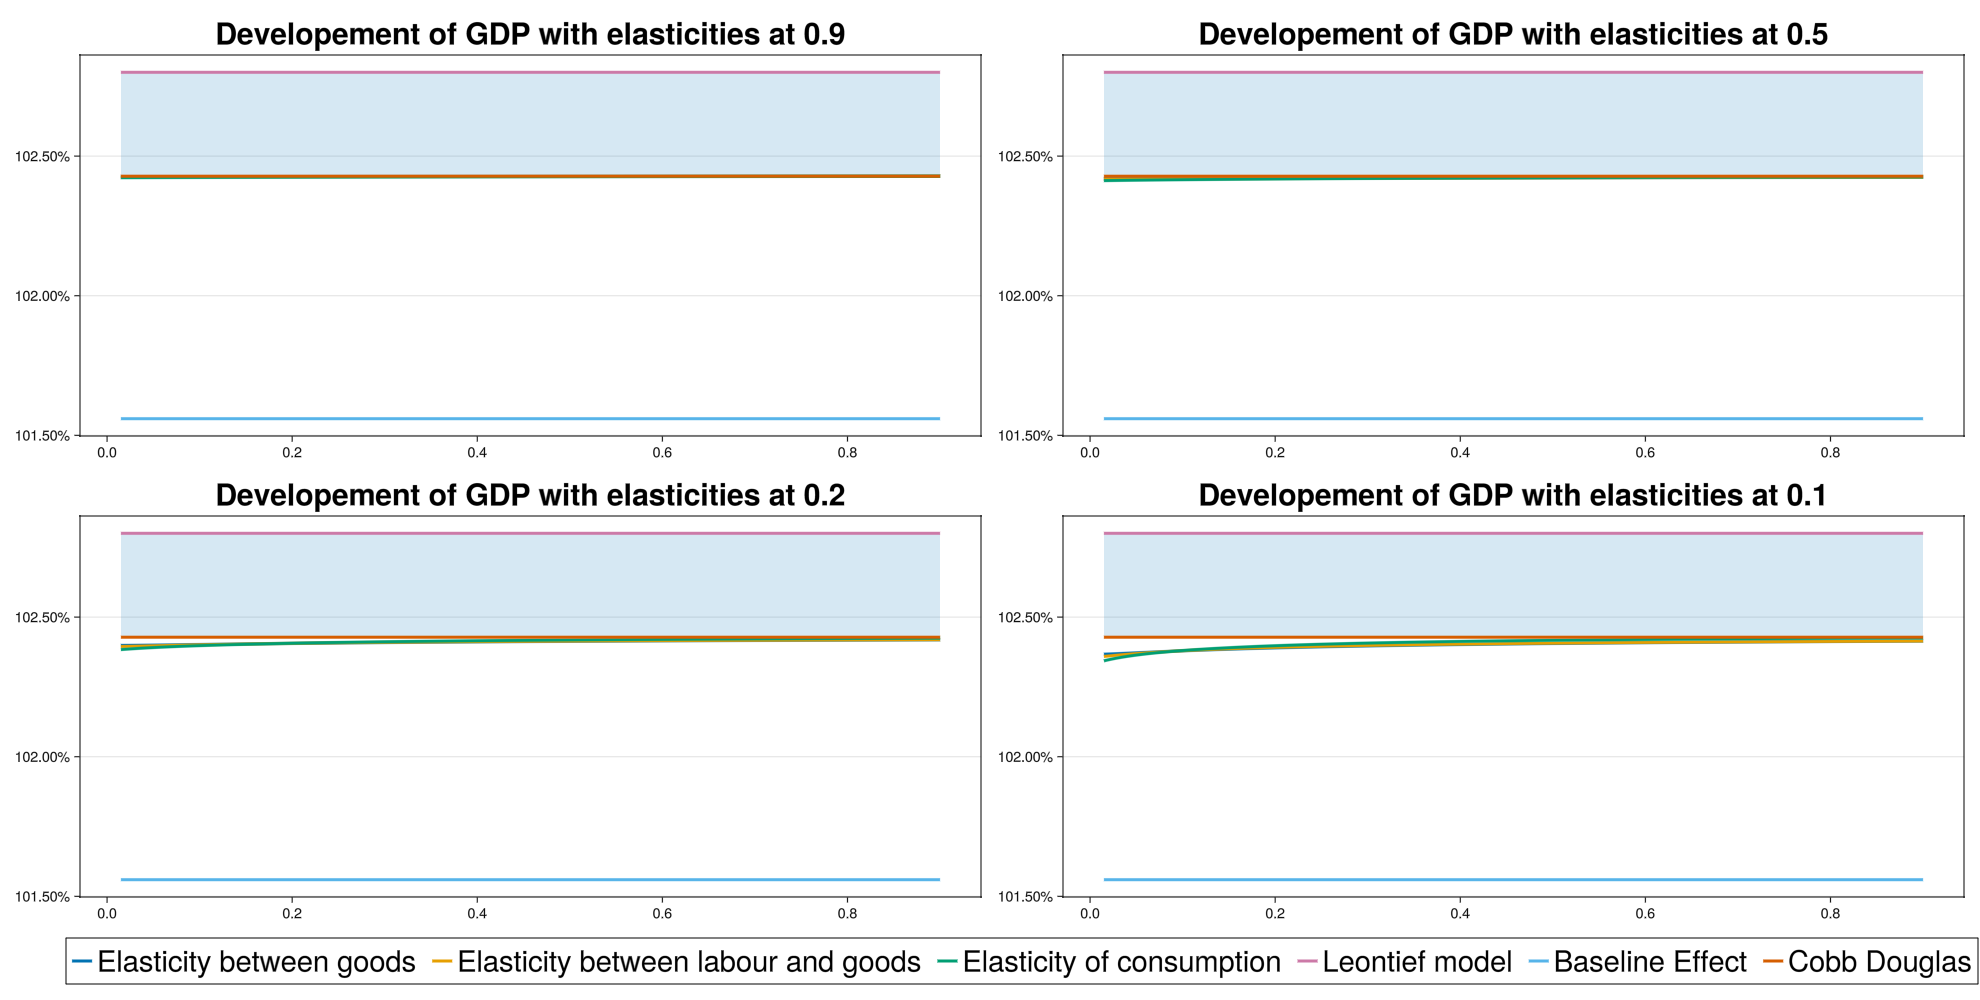 Developement of GDP with elasticities at 0.9
102.50%
102.00%
101.50%
0.0 0.2 0.4 0.6 0.8
Developement of GDP with elasticities at 0.5
102.50%
102.00%
101.50%
0.0 0.2 0.4 0.6 0.8
Developement of GDP with elasticities at 0.2
102.50%
102.00%
101.50%
0.0 0.2 0.4 0.6 0.8
Developement of GDP with elasticities at 0.1
102.50%
102.00%
101.50%
0.0 0.2 0.4 0.6 0.8
Elasticity between goods Elasticity between labour and goods Elasticity of consumption Leontief model Baseline Effect Cobb Douglas